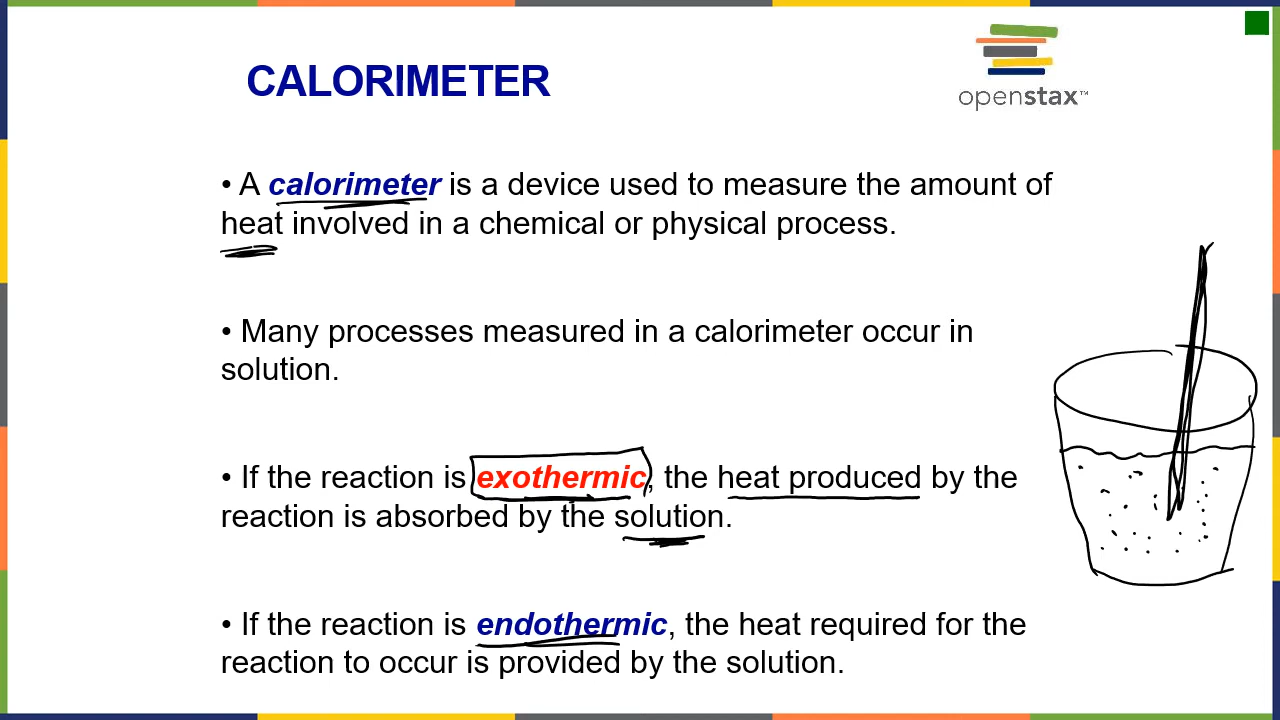 CALORIMETER
openstax™
• A calorimeter is a device used to measure the amount of
heat involved in a chemical or physical process.
• Many processes measured in a calorimeter occur in
solution.
• If the reaction is exothermic, the heat produced by the
reaction is absorbed by the solution.
• If the reaction is endothermic, the heat required for the
reaction to occur is provided by the solution.